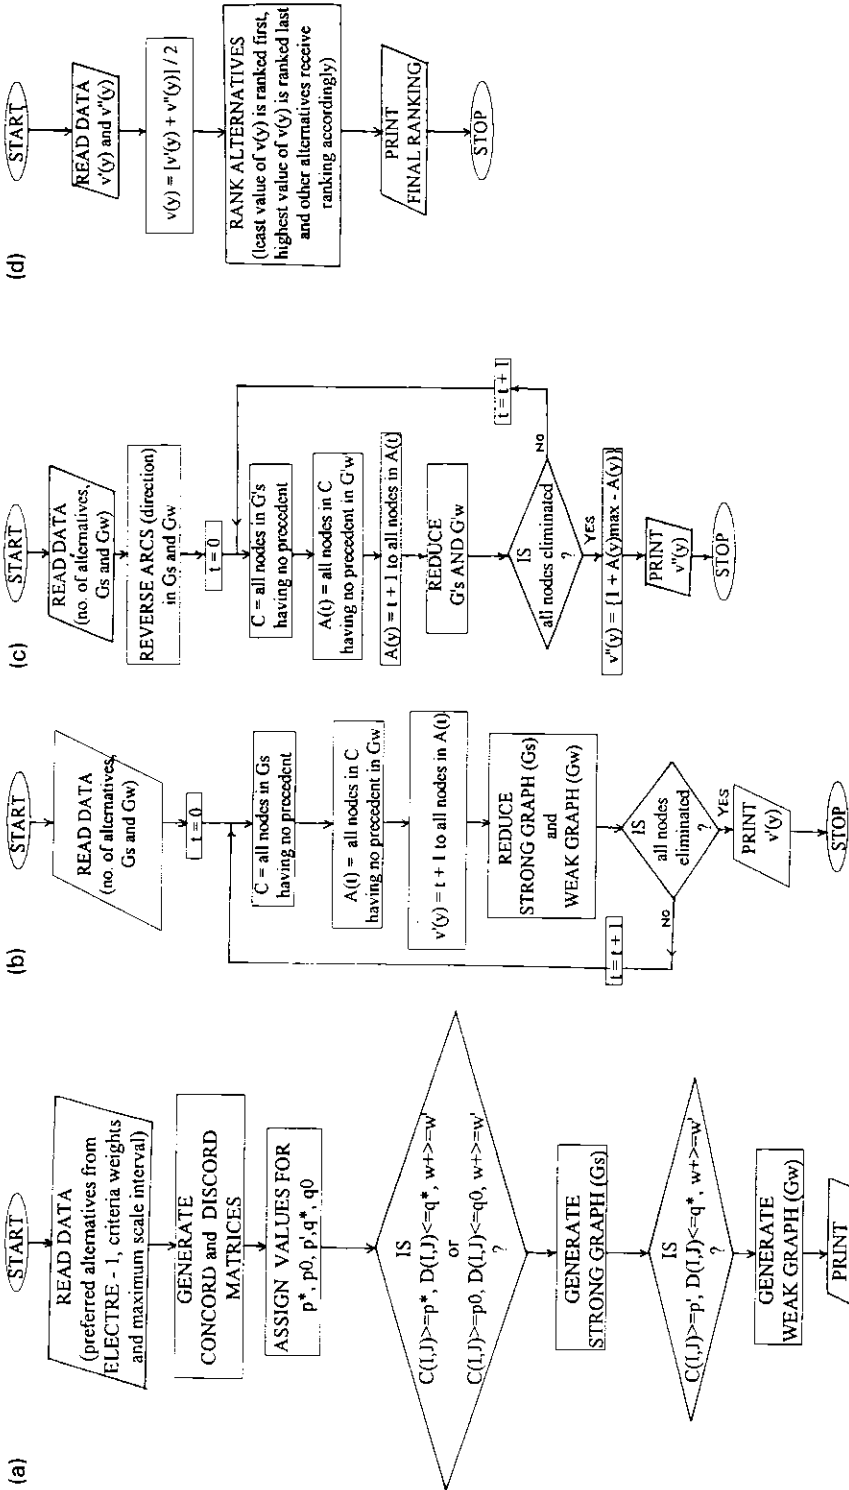 (a)
START
READ DATA
(preferred alternatives from
ELECTRE - 1, criteria weights
and maximum scale interval)
GENERATE
CONCORD and DISCORD
MATRICES
ASSIGN VALUES FOR
p*, p0, p',q*, q0
IS
C(I,J)>=p*, D(I,J)<=q*, w+>=w'
or
C(I,J)>=p0, D(I,J)<=q0, w+>=w'
?
GENERATE
STRONG GRAPH (Gs)
IS
C(I,J)>=p', D(I,J)<=q*, w+>=w'
?
GENERATE
WEAK GRAPH (Gw)
PRINT
(b)
START
READ DATA
(no. of alternatives,
Gs and Gw)
t = 0
C = all nodes in Gs
having no precedent
A(t) = all nodes in C
having no precedent in Gw
v'(y) = t + 1 to all nodes in A(t)
REDUCE
STRONG GRAPH (Gs)
and
WEAK GRAPH (Gw)
IS
all nodes
eliminated
?
NO
t = t + 1
YES
PRINT
v'(y)
STOP
(c)
START
READ DATA
(no. of alternatives,
Gs and Gw)
REVERSE ARCS (direction)
in Gs and Gw
t = 0
C = all nodes in G's
having no precedent
A(t) = all nodes in C
having no precedent in G'w'
A(y) = t + 1 to all nodes in A(t)
REDUCE
G's AND G'w
IS
all nodes eliminated
?
NO
t = t + 1
YES
v''(y) = {1 + A(y)max - A(y)}
PRINT
v''(y)
STOP
(d)
START
READ DATA
v'(y) and v''(y)
v(y) = [v'(y) + v''(y)] / 2
RANK ALTERNATIVES
(least value of v(y) is ranked first,
highest value of v(y) is ranked last
and other alternatives receive
ranking accordingly)
PRINT
FINAL RANKING
STOP